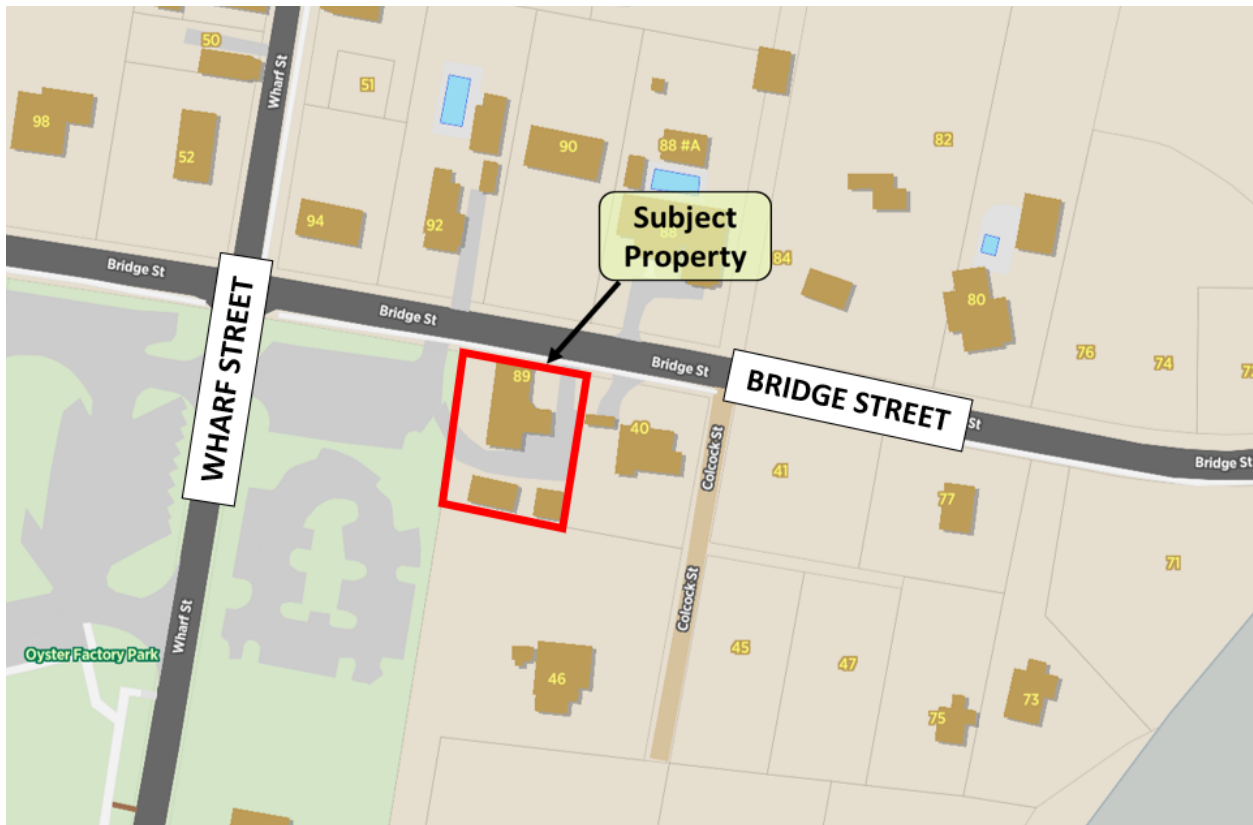 50
Wharf St
51
98
52
90
88 #A
82
94
92
Subject
Property
88
84
Bridge St
80
Bridge St
76
74
Bridge St
WHARF STREET
89
BRIDGE STREET
St
40
Colcock St
41
Bridge St
77
71
Wharf St
Oyster Factory Park
Colcock St
45
47
46
73
75